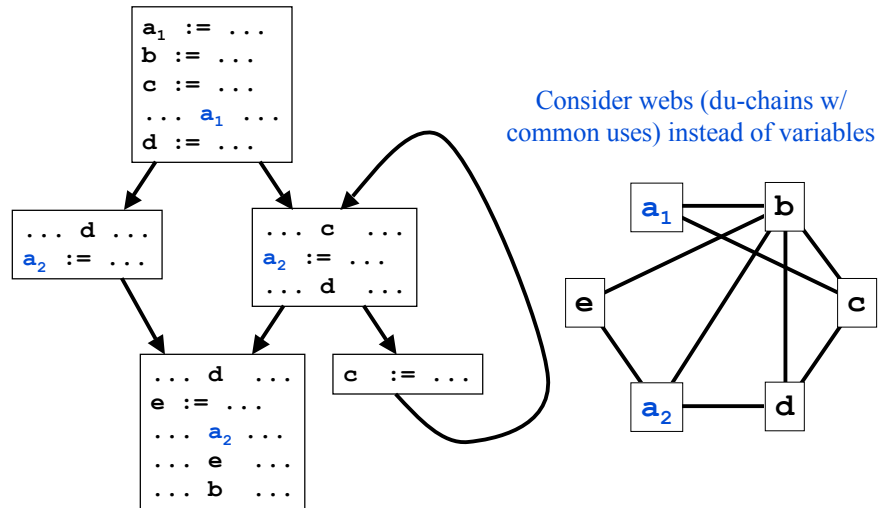 a₁ := ...
b := ...
c := ...
... a₁ ...
d := ...
... d ...
a₂ := ...
... c ...
a₂ := ...
... d ...
... d ...
e := ...
... a₂ ...
... e ...
... b ...
c := ...
Consider webs (du-chains w/
common uses) instead of variables
a₁
b
e
c
a₂
d